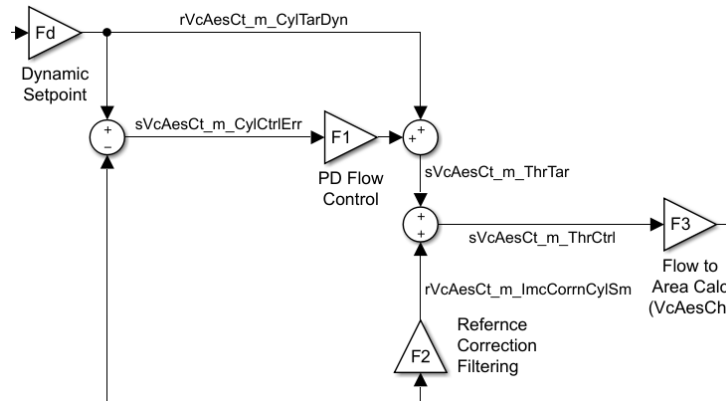 rVcAesCt_m_CylTarDyn
Fd
Dynamic
Setpoint
+
−
sVcAesCt_m_CylCtrlErr
F1
PD Flow
Control
+
+
sVcAesCt_m_ThrTar
+
+
sVcAesCt_m_ThrCtrl
F3
Flow to
Area Calc
(VcAesCh
rVcAesCt_m_ImcCorrnCylSm
F2
Refernce
Correction
Filtering